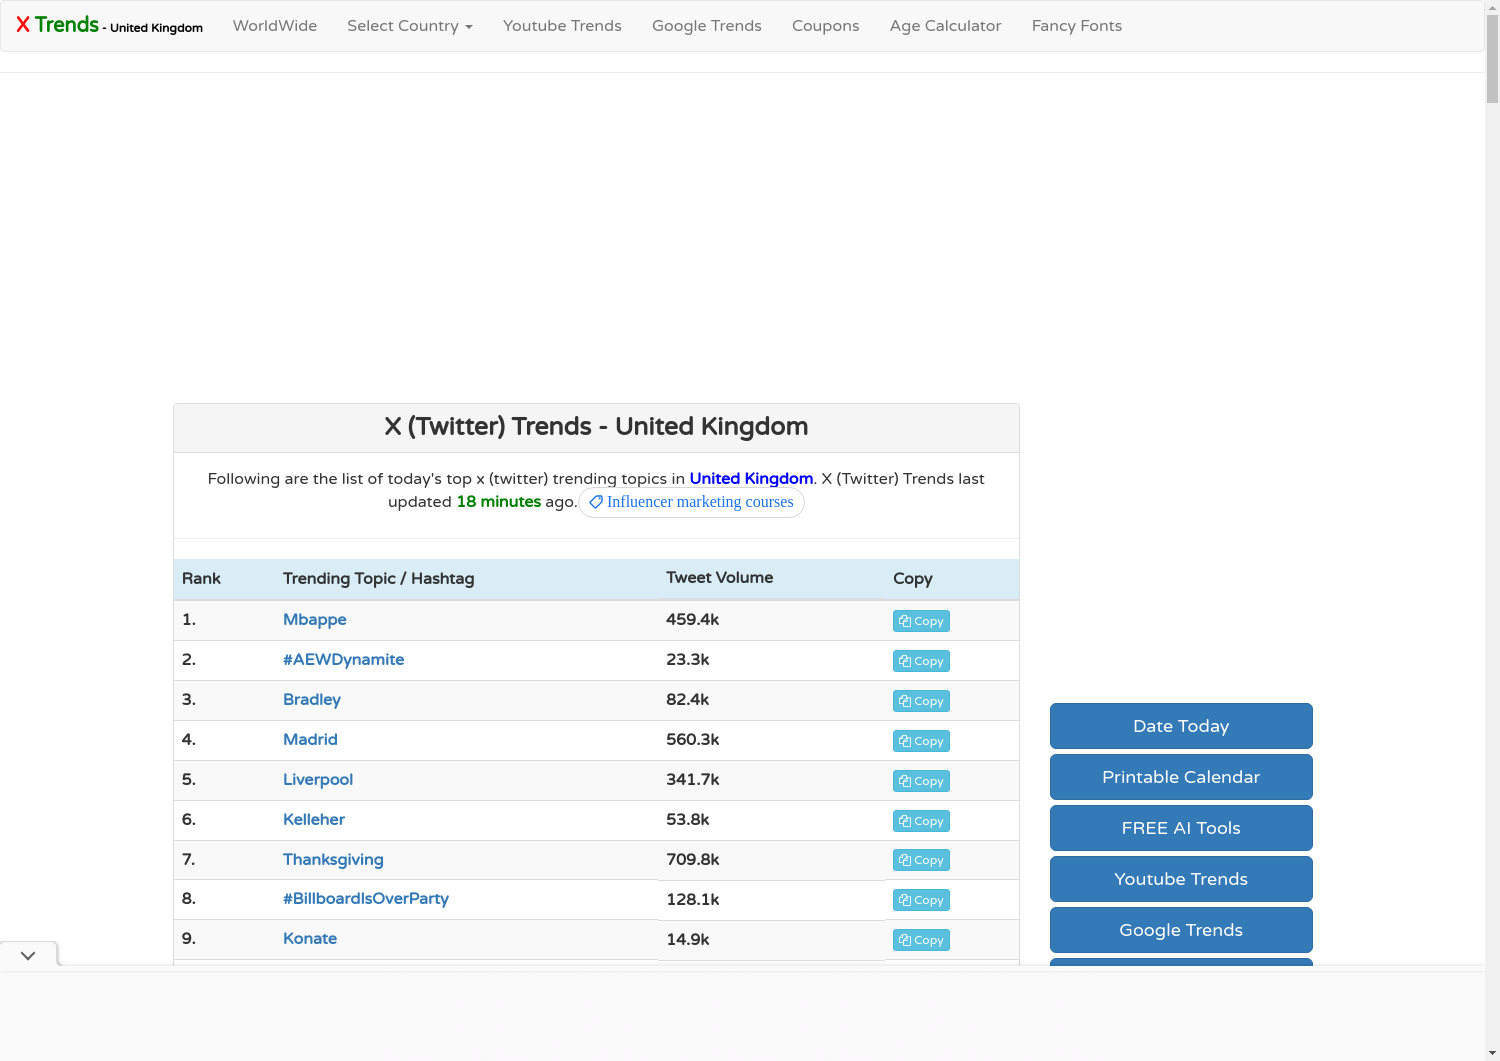 X Trends - United Kingdom WorldWide Select Country Youtube Trends Google Trends Coupons Age Calculator Fancy Fonts
X (Twitter) Trends - United Kingdom
Following are the list of today's top x (twitter) trending topics in United Kingdom. X (Twitter) Trends last
updated 18 minutes ago. Influencer marketing courses
Rank Trending Topic / Hashtag Tweet Volume Copy
1. Mbappe 459.4k Copy
2. #AEWDynamite 23.3k Copy
3. Bradley 82.4k Copy
4. Madrid 560.3k Copy
5. Liverpool 341.7k Copy
6. Kelleher 53.8k Copy
7. Thanksgiving 709.8k Copy
8. #BillboardIsOverParty 128.1k Copy
9. Konate 14.9k Copy
Date Today
Printable Calendar
FREE AI Tools
Youtube Trends
Google Trends